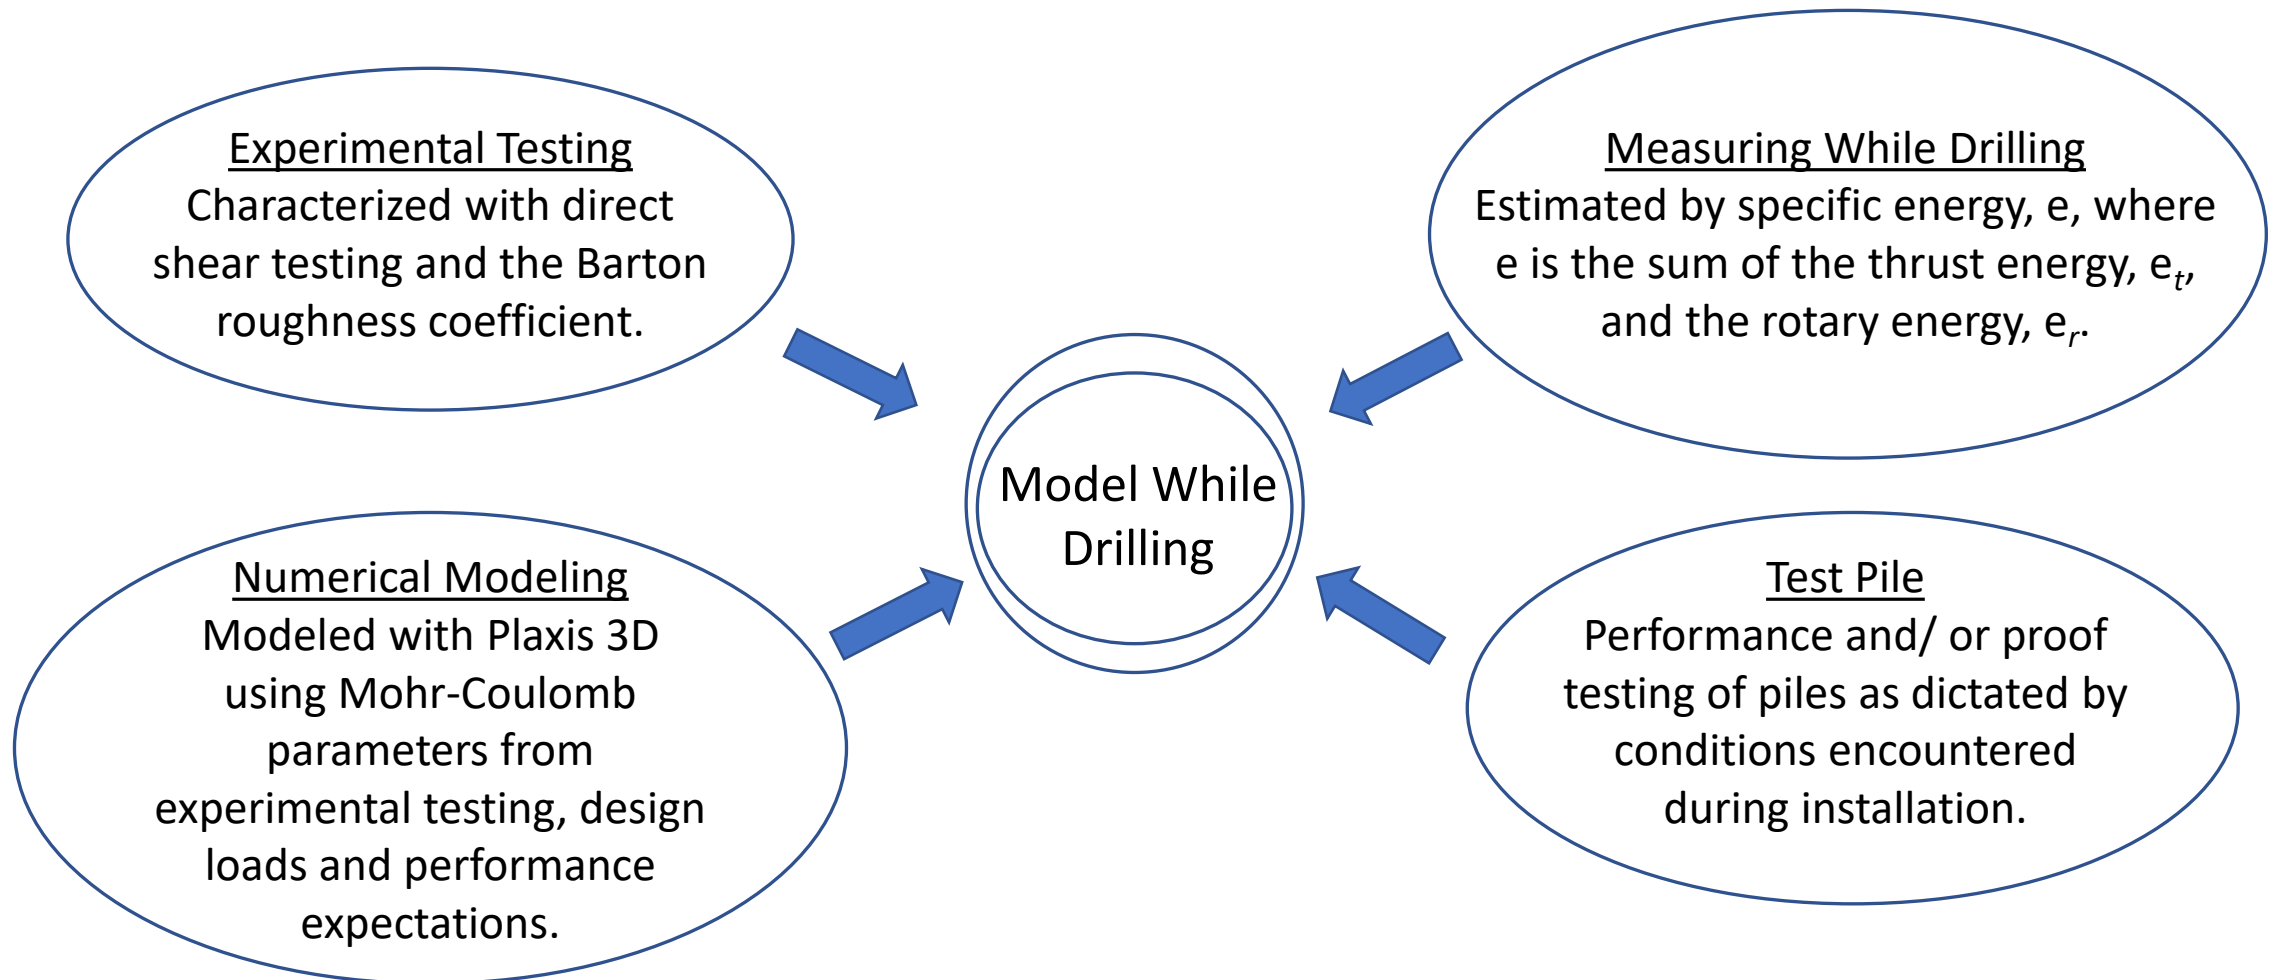 Experimental Testing
Characterized with direct
shear testing and the Barton
roughness coefficient.
Measuring While Drilling
Estimated by specific energy, e, where
e is the sum of the thrust energy, eₜ,
and the rotary energy, eᵣ.
Model While
Drilling
Numerical Modeling
Modeled with Plaxis 3D
using Mohr-Coulomb
parameters from
experimental testing, design
loads and performance
expectations.
Test Pile
Performance and/ or proof
testing of piles as dictated by
conditions encountered
during installation.